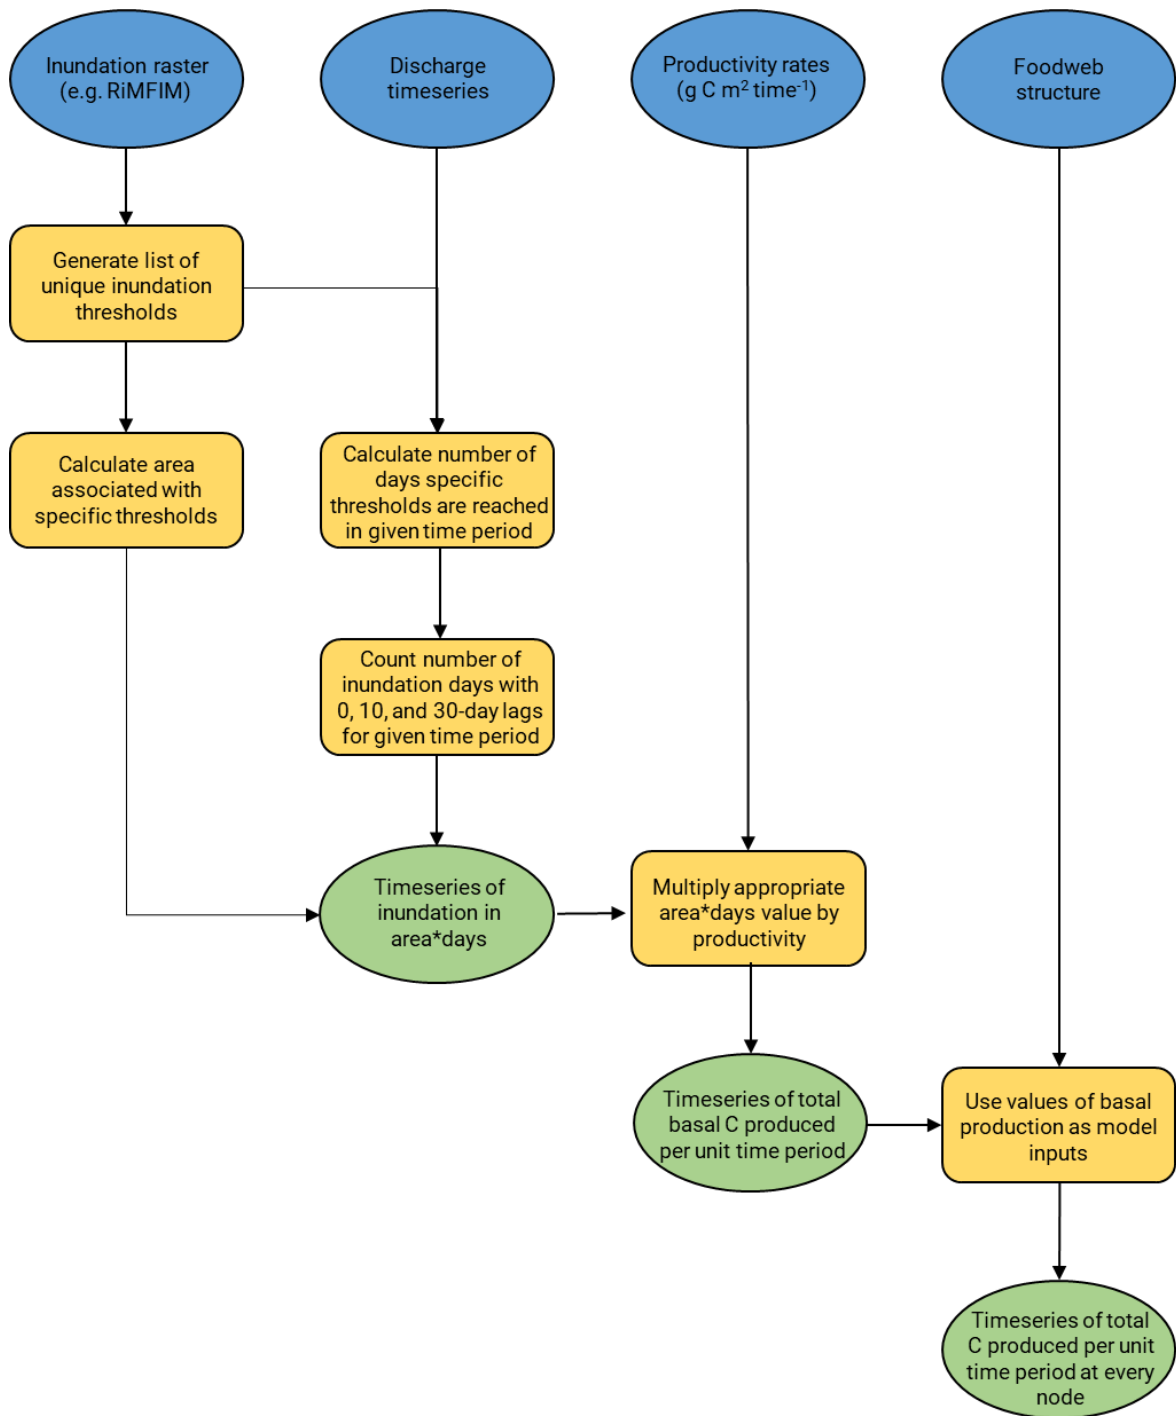 Inundation raster
(e.g. RiMFIM)
Discharge
timeseries
Productivity rates
(g C m² time⁻¹)
Foodweb
structure
Generate list of
unique inundation
thresholds
Calculate area
associated with
specific thresholds
Calculate number of
days specific
thresholds are reached
in given time period
Count number of
inundation days with
0, 10, and 30-day lags
for given time period
Timeseries of
inundation in
area*days
Multiply appropriate
area*days value by
productivity
Timeseries of total
basal C produced
per unit time period
Use values of basal
production as model
inputs
Timeseries of total
C produced per unit
time period at every
node